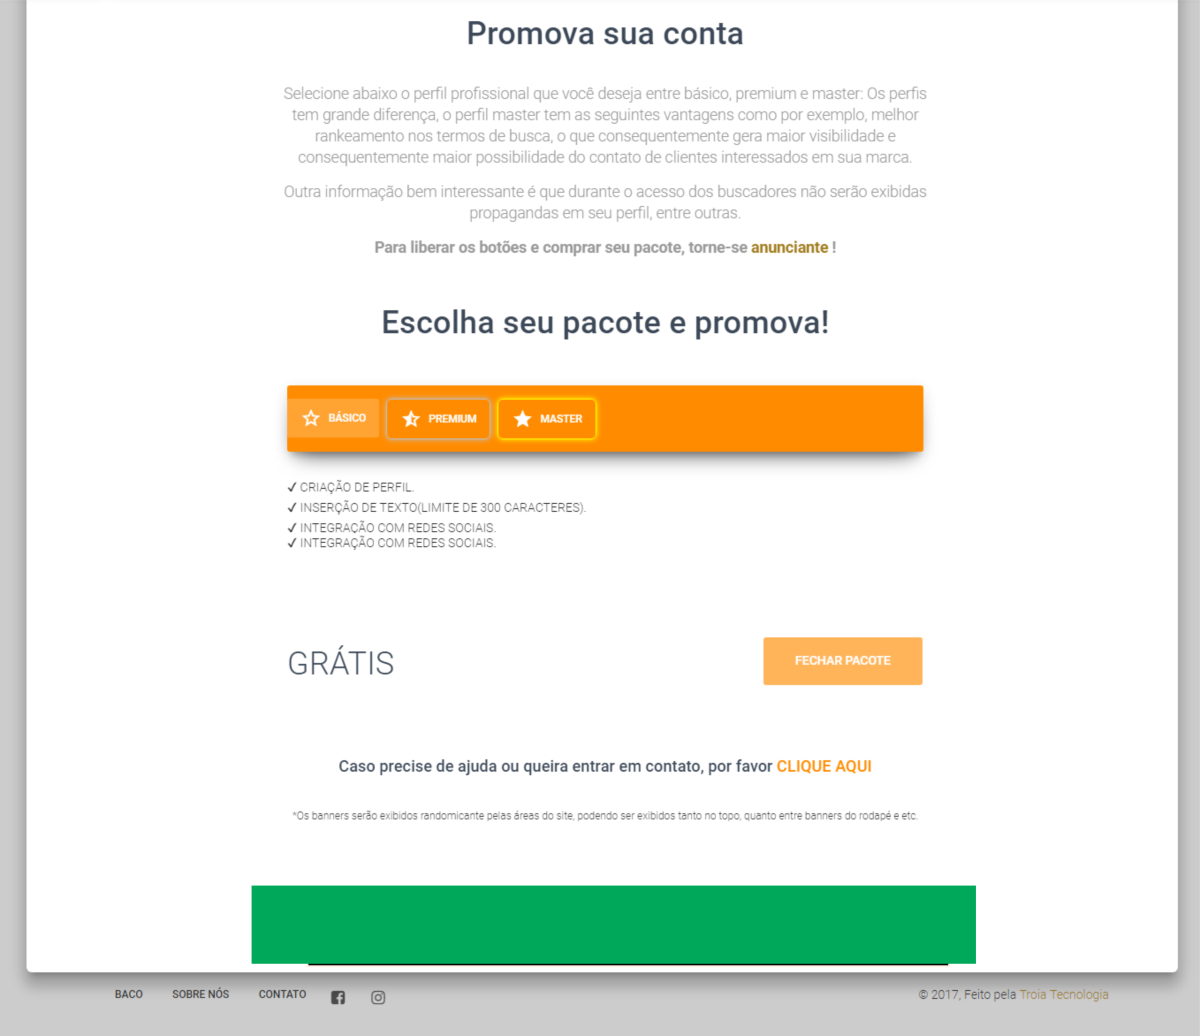 Promova sua conta
Selecione abaixo o perfil profissional que você deseja entre básico, premium e master: Os perfis
tem grande diferença, o perfil master tem as seguintes vantagens como por exemplo, melhor
rankeamento nos termos de busca, o que consequentemente gera maior visibilidade e
consequentemente maior possibilidade do contato de clientes interessados em sua marca.
Outra informação bem interessante é que durante o acesso dos buscadores não serão exibidas
propagandas em seu perfil, entre outras.
Para liberar os botões e comprar seu pacote, torne-se anunciante !
Escolha seu pacote e promova!
BÁSICO PREMIUM MASTER
✓ CRIAÇÃO DE PERFIL.
✓ INSERÇÃO DE TEXTO(LIMITE DE 300 CARACTERES).
✓ INTEGRAÇÃO COM REDES SOCIAIS.
✓ INTEGRAÇÃO COM REDES SOCIAIS.
GRÁTIS FECHAR PACOTE
Caso precise de ajuda ou queira entrar em contato, por favor CLIQUE AQUI
*Os banners serão exibidos randomicante pelas áreas do site, podendo ser exibidos tanto no topo, quanto entre banners do rodapé e etc.
BACO SOBRE NÓS CONTATO © 2017, Feito pela Troia Tecnologia